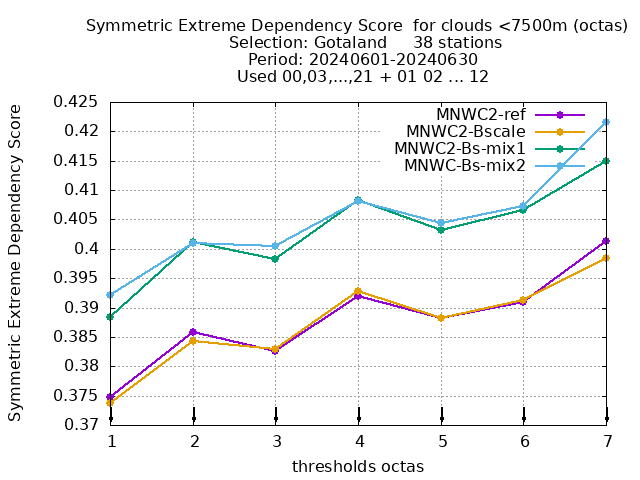 Symmetric Extreme Dependency Score  for clouds <7500m (octas)
Selection: Gotaland     38 stations
Period: 20240601-20240630
Used 00,03,...,21 + 01 02 ... 12
Symmetric Extreme Dependency Score
0.425
0.42
0.415
0.41
0.405
0.4
0.395
0.39
0.385
0.38
0.375
0.37
MNWC2-ref
MNWC2-Bscale
MNWC2-Bs-mix1
MNWC-Bs-mix2
1 2 3 4 5 6 7
thresholds octas